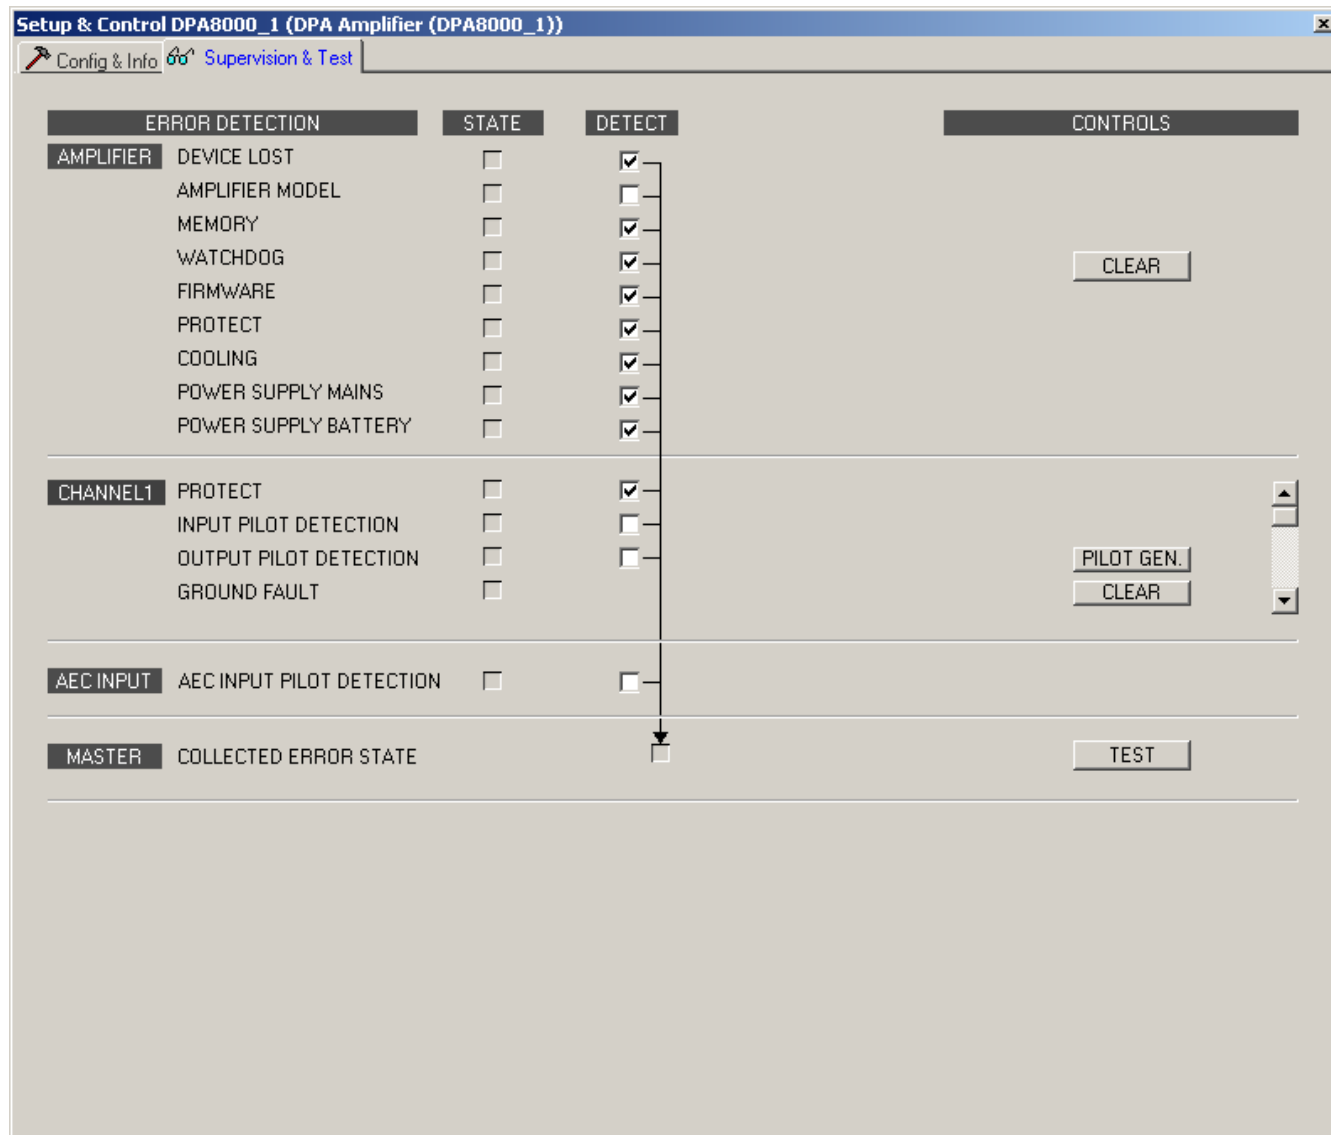 Setup & Control DPA8000_1 (DPA Amplifier (DPA8000_1))
Config & Info Supervision & Test
ERROR DETECTION STATE DETECT CONTROLS
AMPLIFIER DEVICE LOST
AMPLIFIER MODEL
MEMORY
WATCHDOG CLEAR
FIRMWARE
PROTECT
COOLING
POWER SUPPLY MAINS
POWER SUPPLY BATTERY
CHANNEL1 PROTECT
INPUT PILOT DETECTION
OUTPUT PILOT DETECTION PILOT GEN.
GROUND FAULT CLEAR
AEC INPUT AEC INPUT PILOT DETECTION
MASTER COLLECTED ERROR STATE TEST